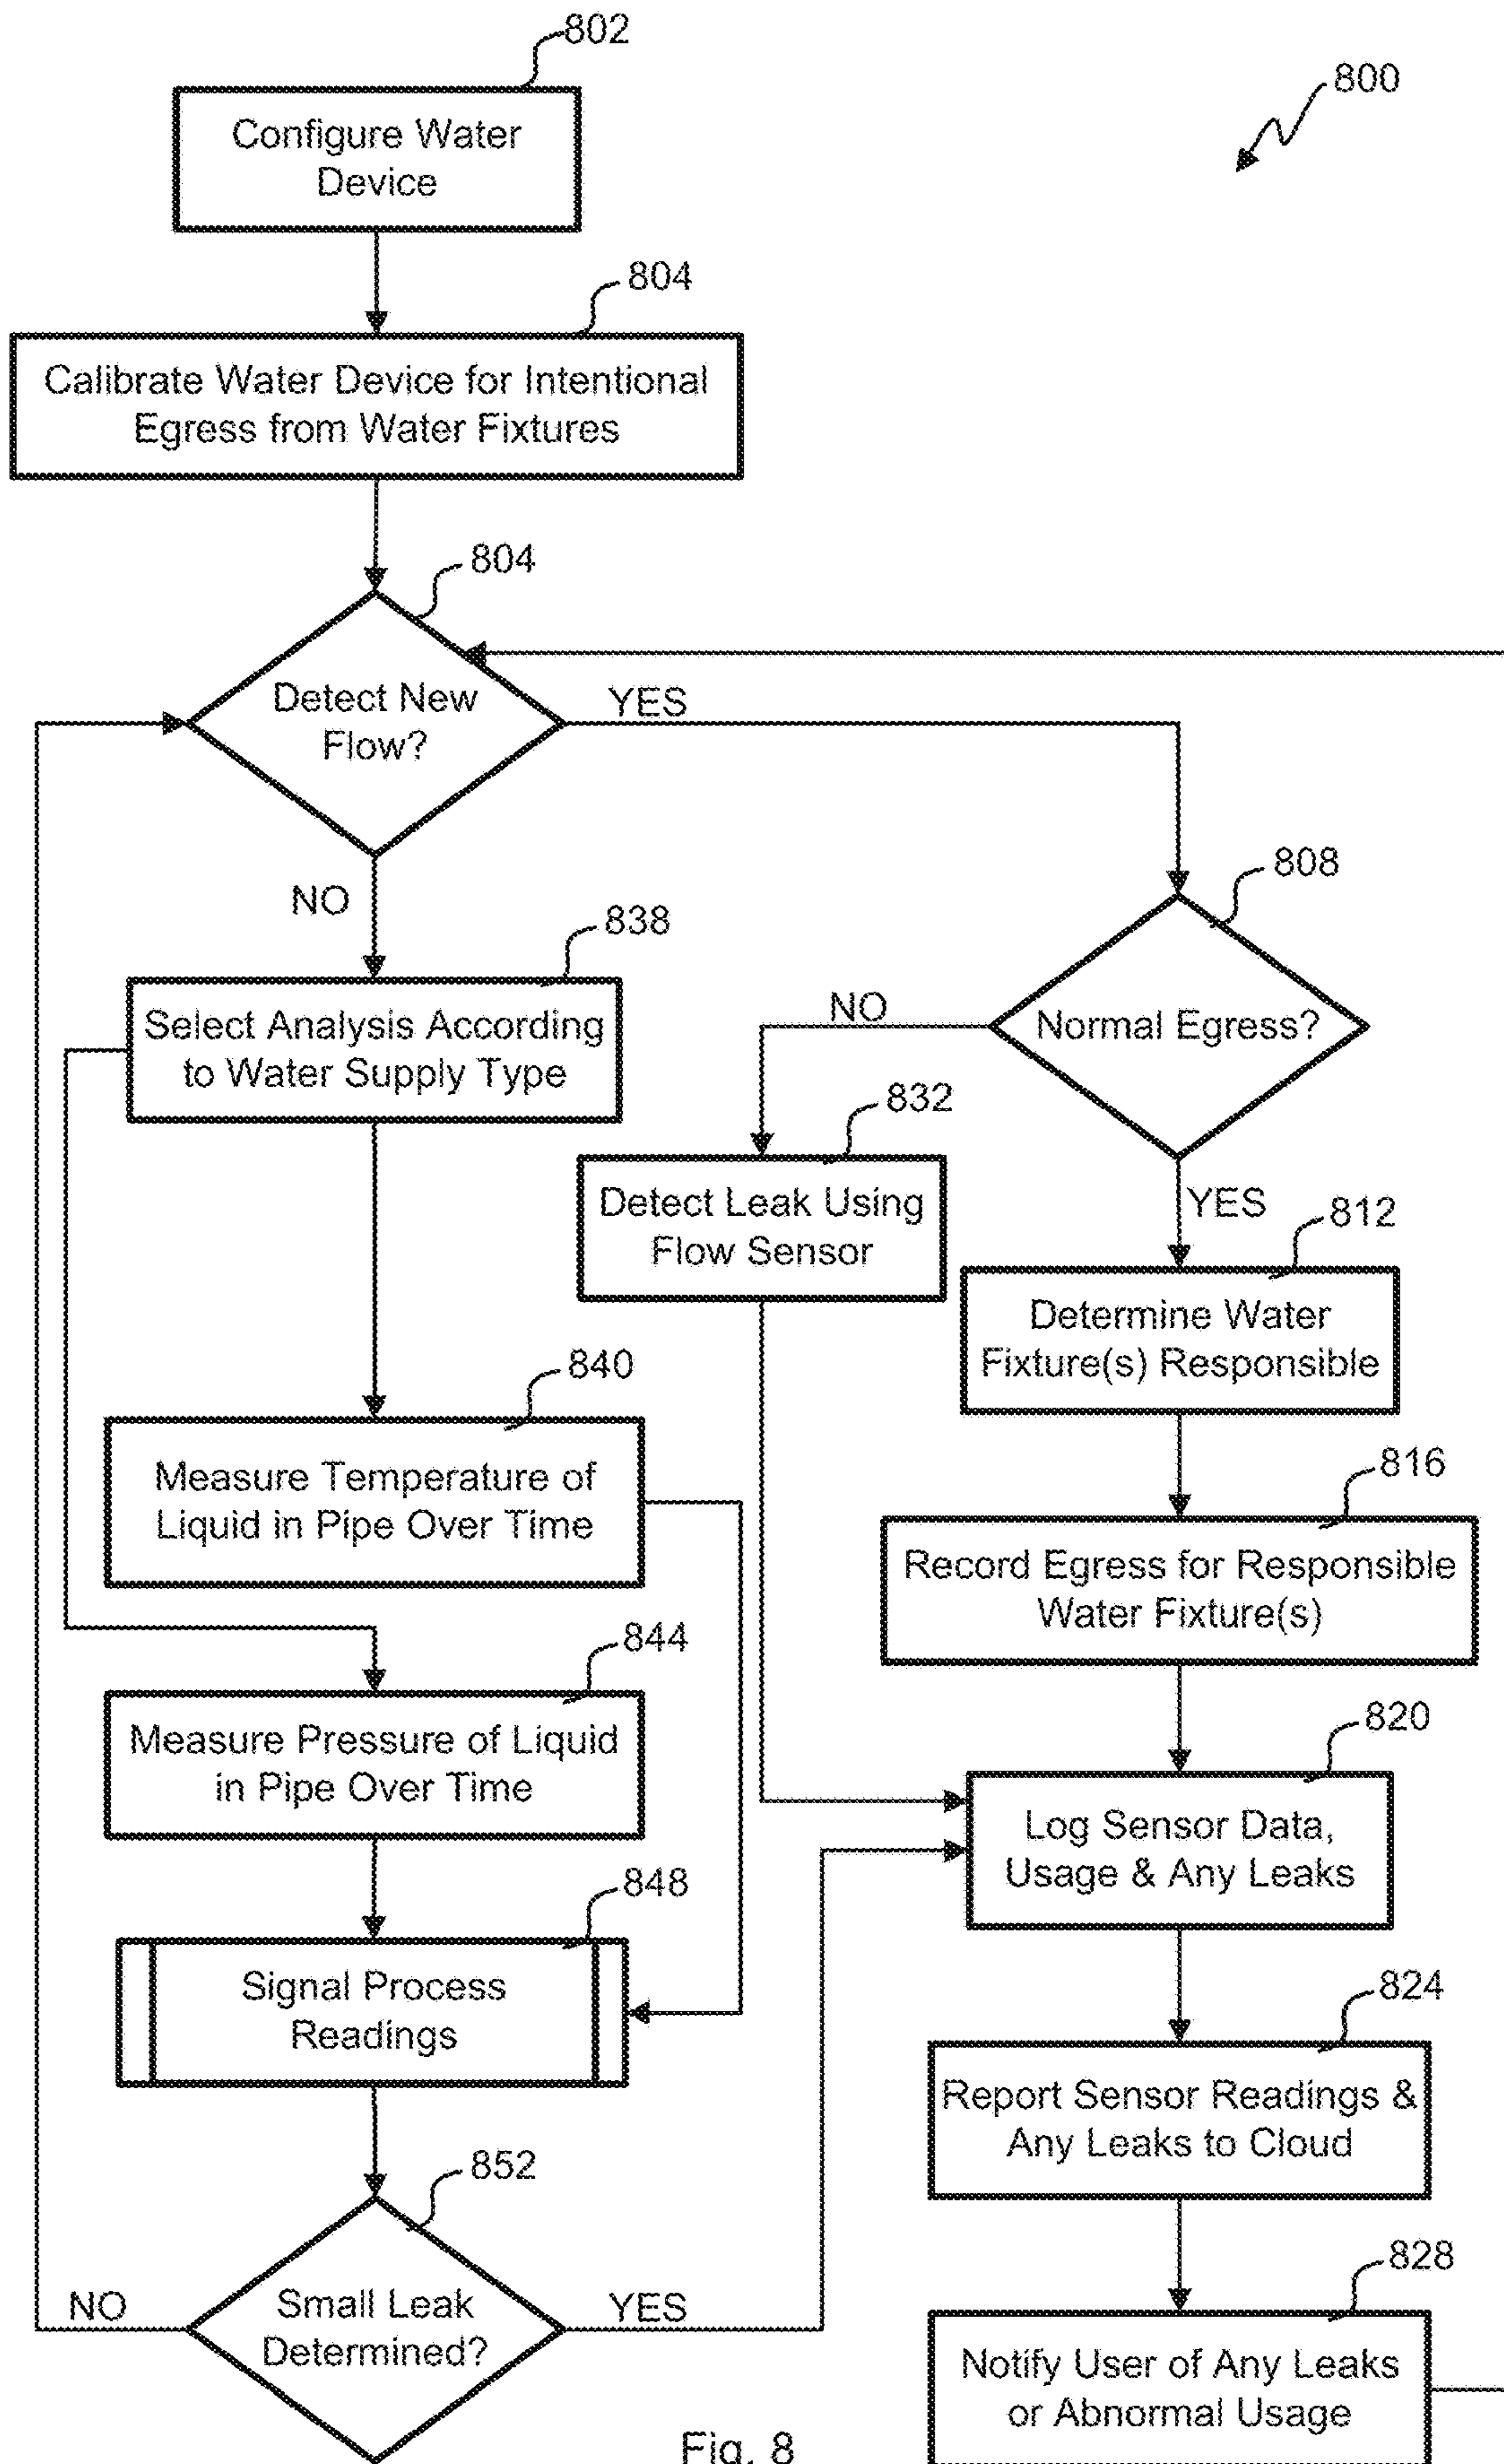 802
800
Configure Water
Device
804
Calibrate Water Device for Intentional
Egress from Water Fixtures
804
Detect New
Flow?
YES
NO
808
Normal Egress?
NO
YES
838
Select Analysis According
to Water Supply Type
832
Detect Leak Using
Flow Sensor
812
Determine Water
Fixture(s) Responsible
840
Measure Temperature of
Liquid in Pipe Over Time
816
Record Egress for Responsible
Water Fixture(s)
844
Measure Pressure of Liquid
in Pipe Over Time
820
Log Sensor Data,
Usage & Any Leaks
848
Signal Process
Readings
824
Report Sensor Readings &
Any Leaks to Cloud
852
Small Leak
Determined?
NO
YES
828
Notify User of Any Leaks
or Abnormal Usage
Fig. 8